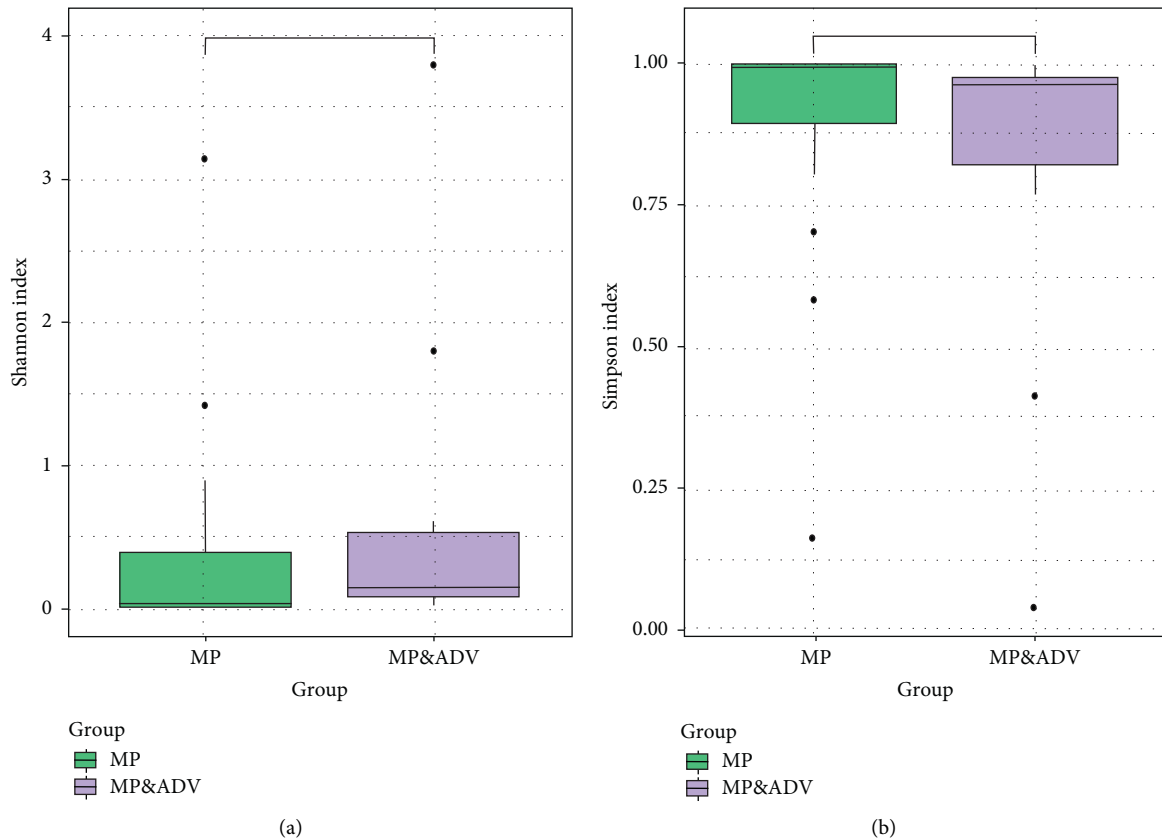 4
3
2
1
0
Shannon index
MP
MP&ADV
Group
Group
MP
MP&ADV
(a)
1.00
0.75
0.50
0.25
0.00
Simpson index
MP
MP&ADV
Group
Group
MP
MP&ADV
(b)